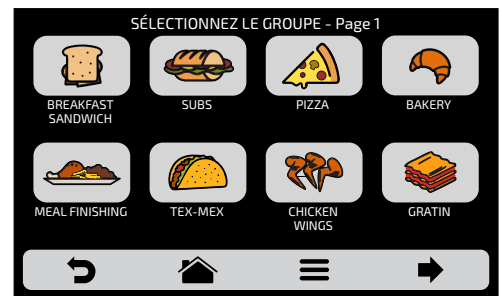 SÉLECTIONNEZ LE GROUPE - Page 1
BREAKFAST
SANDWICH
SUBS
PIZZA
BAKERY
MEAL FINISHING
TEX-MEX
CHICKEN
WINGS
GRATIN